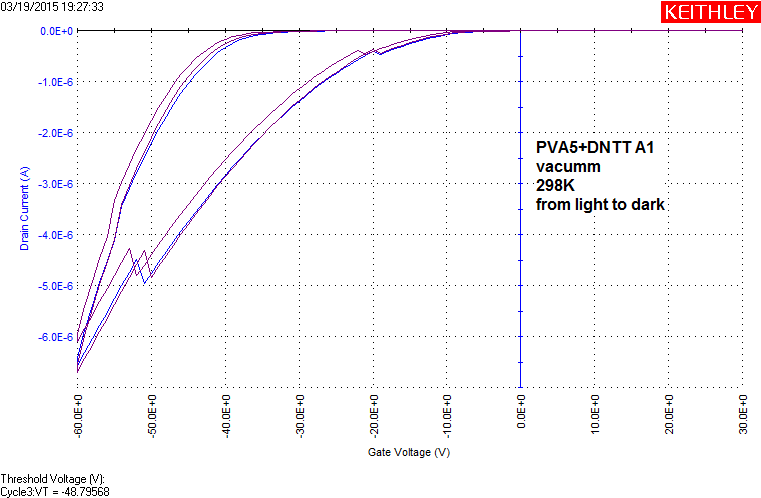 03/19/2015 19:27:33
KEITHLEY
0.0E+0
-1.0E-6
-2.0E-6
-3.0E-6
-4.0E-6
-5.0E-6
-6.0E-6
Drain Current (A)
PVA5+DNTT A1
vacumm
298K
from light to dark
-60.0E+0
-50.0E+0
-40.0E+0
-30.0E+0
-20.0E+0
-10.0E+0
0.0E+0
10.0E+0
20.0E+0
30.0E+0
Gate Voltage (V)
Threshold Voltage (V):
Cycle3:VT = -48.79568